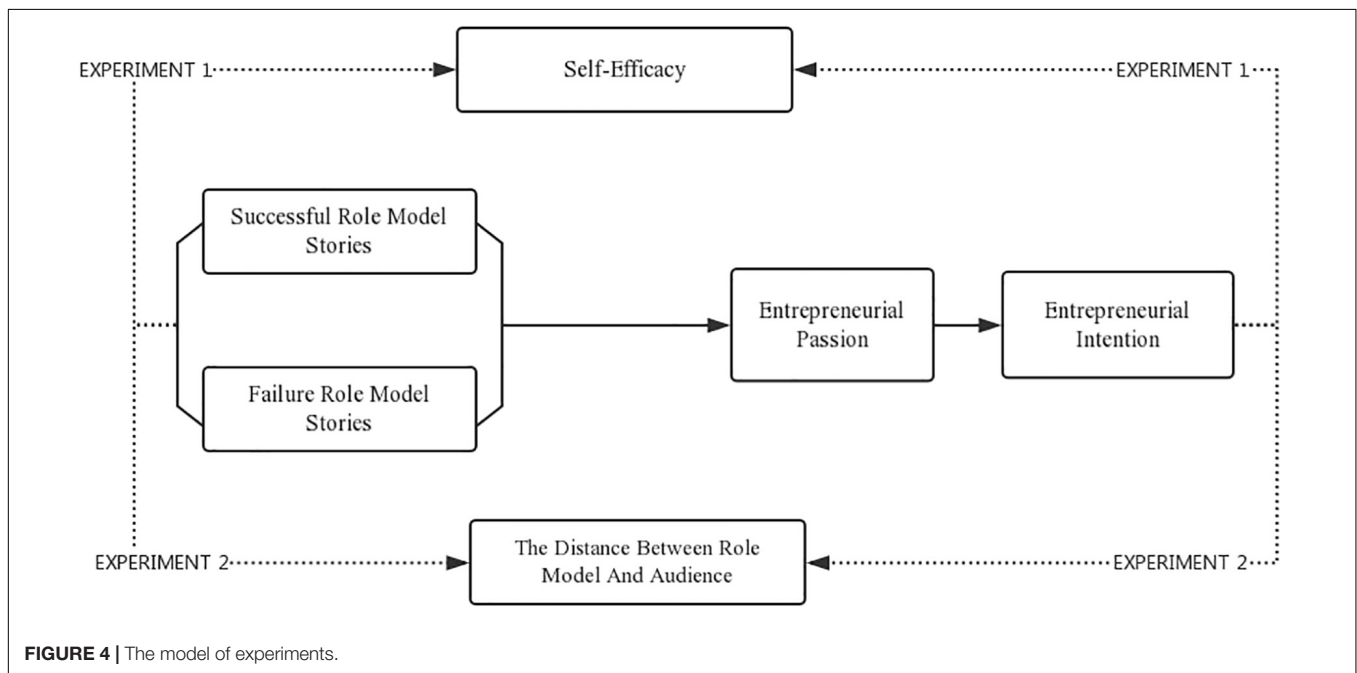 EXPERIMENT 1
Self-Efficacy
EXPERIMENT 1
Successful Role Model
Stories
Entrepreneurial
Passion
Entrepreneurial
Intention
Failure Role Model
Stories
EXPERIMENT 2
The Distance Between Role
Model And Audience
EXPERIMENT 2
FIGURE 4 | The model of experiments.